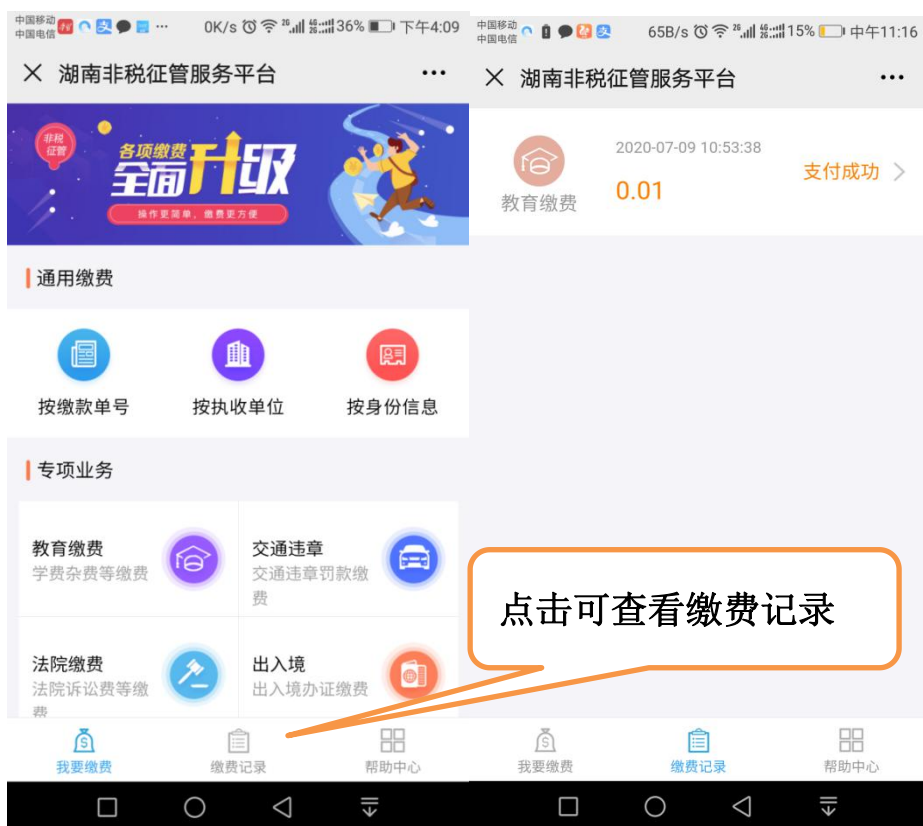 中国移动
中国电信
0K/s
36%
下午4:09
湖南非税征管服务平台
非税
征管
各项缴费
全面升级
操作更简单，缴费更方便
通用缴费
按缴款单号
按执收单位
按身份信息
专项业务
教育缴费
学费杂费等缴费
交通违章
交通违章罚款缴
费
法院缴费
法院诉讼费等缴
费
出入境
出入境办证缴费
我要缴费
缴费记录
帮助中心
中国移动
中国电信
65B/s
15%
中午11:16
湖南非税征管服务平台
教育缴费
2020-07-09 10:53:38
0.01
支付成功
点击可查看缴费记录
我要缴费
缴费记录
帮助中心